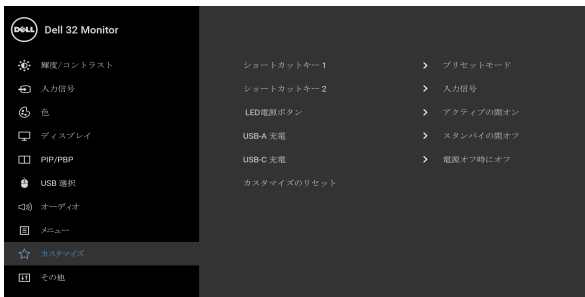 DELL Dell 32 Monitor
輝度/コントラスト
入力信号
色
ディスプレイ
PIP/PBP
USB 選択
オーディオ
メニュー
カスタマイズ
その他
ショートカットキー 1 プリセットモード
ショートカットキー 2 入力信号
LED電源ボタン アクティブの間オン
USB-A 充電 スタンバイの間オフ
USB-C 充電 電源オフ時にオフ
カスタマイズのリセット